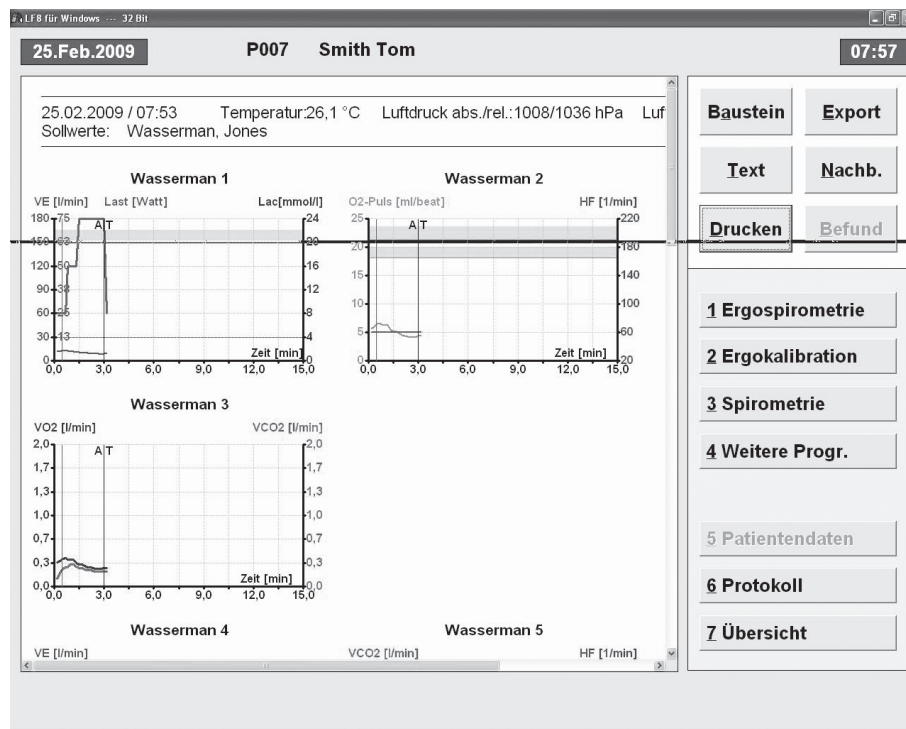 LF8 für Windows --- 32 Bit
25.Feb.2009 P007 Smith Tom 07:57
25.02.2009 / 07:53 Temperatur:26,1 °C Luftdruck abs./rel.:1008/1036 hPa Luf
Sollwerte: Wasserman, Jones
Wasserman 1
VE [l/min] Last [Watt] Lac[mmol/l]
180 75 A T 24
150 63 20
120 50 16
90 38 12
60 25 8
30 13 4
0 Zeit [min] 0
0,0 3,0 6,0 9,0 12,0 15,0
Wasserman 2
O2-Puls [ml/beat] HF [1/min]
25 A T 220
20 180
15 140
10 100
5 60
0 Zeit [min] 20
0,0 3,0 6,0 9,0 12,0 15,0
Wasserman 3
VO2 [l/min] VCO2 [l/min]
2,0 A T 2,0
1,7 1,7
1,3 1,3
1,0 1,0
0,7 0,7
0,3 0,3
0,0 Zeit [min] 0,0
0,0 3,0 6,0 9,0 12,0 15,0
Wasserman 4
VE [l/min]
Wasserman 5
VCO2 [l/min] HF [1/min]
Baustein Export
Text Nachb.
Drucken Befund
1 Ergospirometrie
2 Ergokalibration
3 Spirometrie
4 Weitere Progr.
5 Patientendaten
6 Protokoll
7 Übersicht